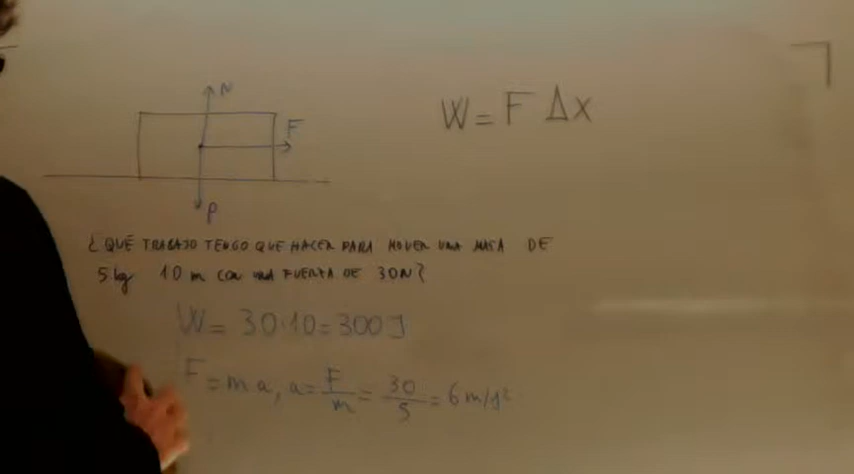 N
F
P
W = F Δx
¿QUÉ TRABAJO TENGO QUE HACER PARA MOVER UNA MASA DE
5 kg 10 m CON UNA FUERZA DE 30N?
W = 30·10 = 300 J
F = m a, a = F/m = 30/5 = 6 m/s²